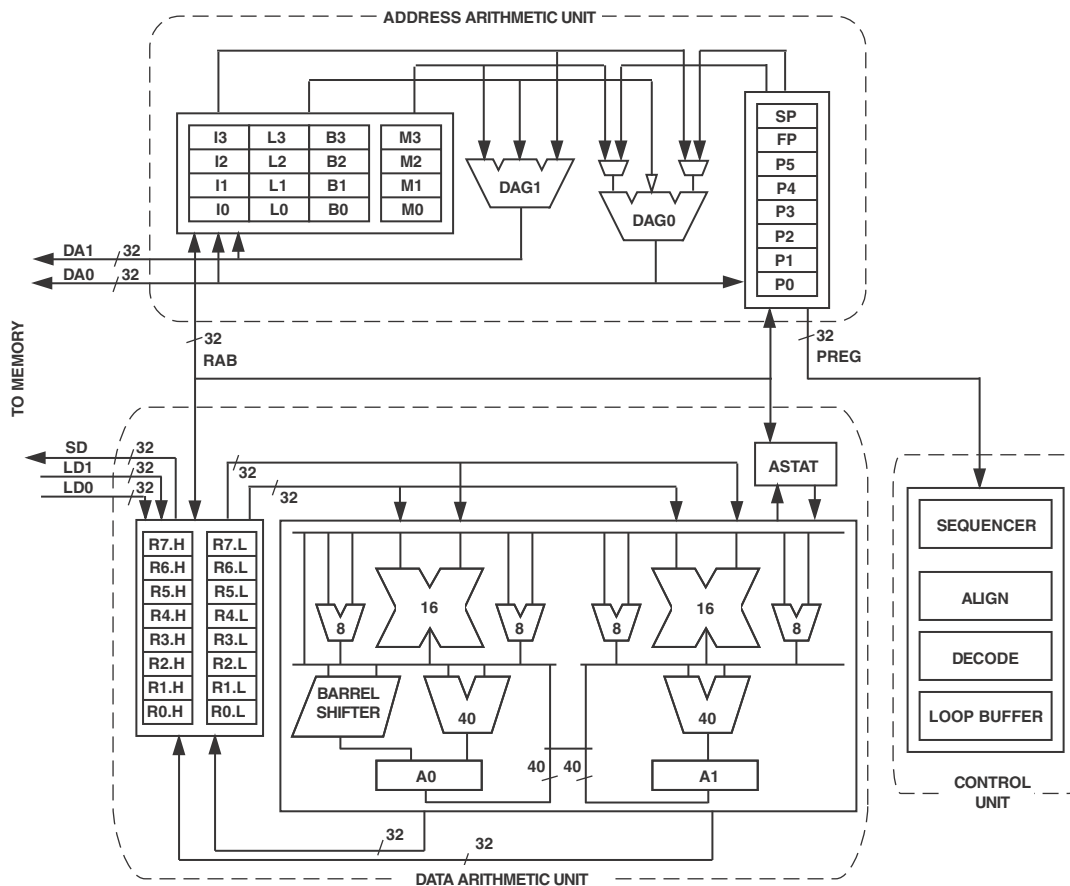 ADDRESS ARITHMETIC UNIT
SP
FP
P5
P4
P3
P2
P1
P0
I3 L3 B3 M3
I2 L2 B2 M2
I1 L1 B1 M1
I0 L0 B0 M0
DAG1
DAG0
DA1 32
DA0 32
TO MEMORY
32
RAB
32
PREG
SD 32
LD1 32
LD0 32
32
32
ASTAT
R7.H R7.L
R6.H R6.L
R5.H R5.L
R4.H R4.L
R3.H R3.L
R2.H R2.L
R1.H R1.L
R0.H R0.L
16
16
8
8
8
8
BARREL
SHIFTER
40
40
A0
40
40
A1
32
32
DATA ARITHMETIC UNIT
SEQUENCER
ALIGN
DECODE
LOOP BUFFER
CONTROL
UNIT